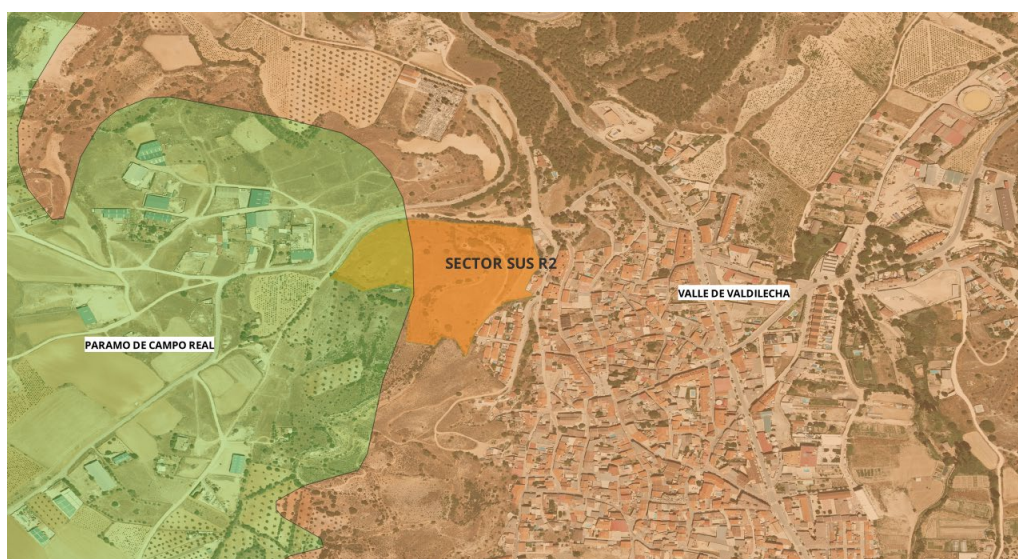 SECTOR SUS R2
VALLE DE VALDILECHA
PARAMO DE CAMPO REAL